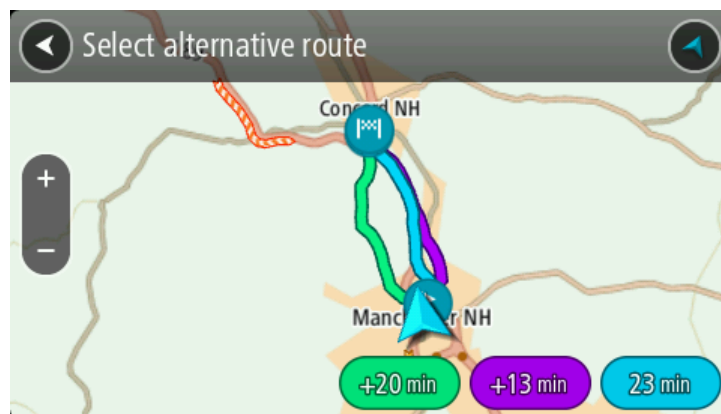 Select alternative route
Concord NH
+
−
Manchester NH
+20 min
+13 min
23 min